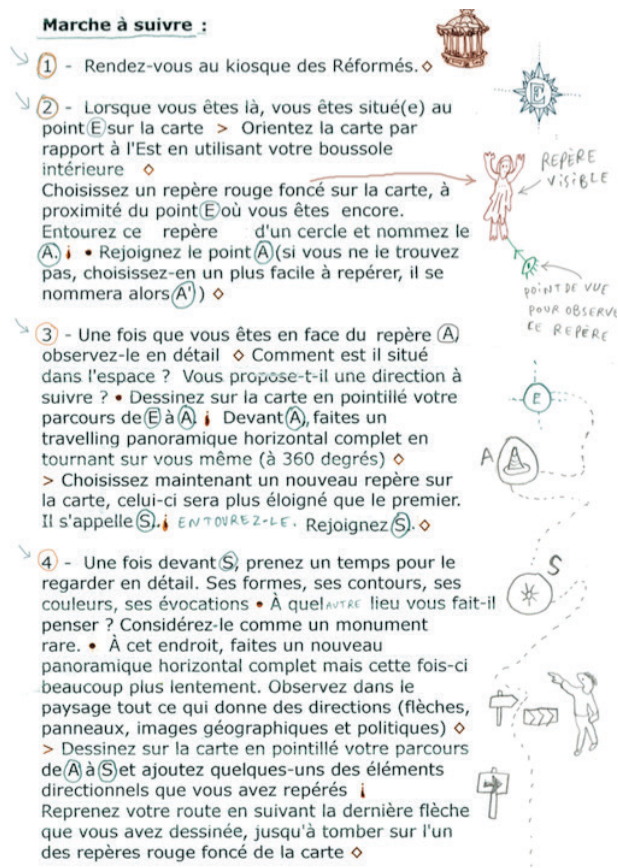 Marche à suivre :
1 - Rendez-vous au kiosque des Réformés. ◇
2 - Lorsque vous êtes là, vous êtes situé(e) au
point E sur la carte > Orientez la carte par
rapport à l'Est en utilisant votre boussole
intérieure ◇
Choisissez un repère rouge foncé sur la carte, à
proximité du point E où vous êtes encore.
Entourez ce repère d'un cercle et nommez le
A. • Rejoignez le point A (si vous ne le trouvez
pas, choisissez-en un plus facile à repérer, il se
nommera alors A') ) ◇
3 - Une fois que vous êtes en face du repère A,
observez-le en détail ◇ Comment est il situé
dans l'espace ? Vous propose-t-il une direction à
suivre ? • Dessinez sur la carte en pointillé votre
parcours de E à A. Devant A, faites un
travelling panoramique horizontal complet en
tournant sur vous même (à 360 degrés) ◇
> Choisissez maintenant un nouveau repère sur
la carte, celui-ci sera plus éloigné que le premier.
Il s'appelle S. ENTOUREZ-LE. Rejoignez S. ◇
4 - Une fois devant S, prenez un temps pour le
regarder en détail. Ses formes, ses contours, ses
couleurs, ses évocations • À quel AUTRE lieu vous fait-il
penser ? Considérez-le comme un monument
rare. • À cet endroit, faites un nouveau
panoramique horizontal complet mais cette fois-ci
beaucoup plus lentement. Observez dans le
paysage tout ce qui donne des directions (flèches,
panneaux, images géographiques et politiques) ◇
> Dessinez sur la carte en pointillé votre parcours
de A à S et ajoutez quelques-uns des éléments
directionnels que vous avez repérés
Reprenez votre route en suivant la dernière flèche
que vous avez dessinée, jusqu'à tomber sur l'un
des repères rouge foncé de la carte ◇
E
REPÈRE
VISIBLE
POINT DE VUE
POUR OBSERVE
CE REPÈRE
E
A
S